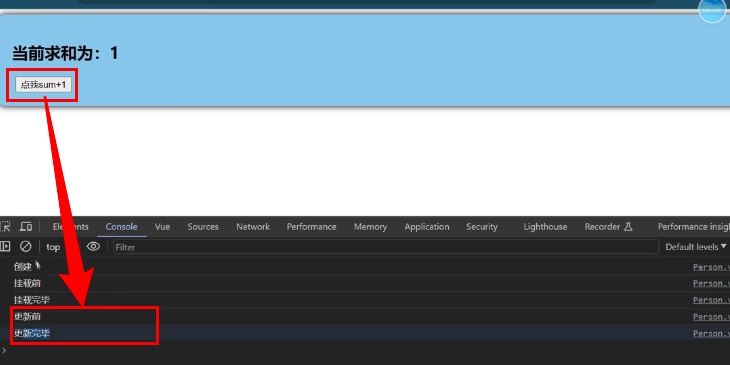 当前求和为：1
点我sum+1
Elements Console Vue Sources Network Performance Memory Application Security Lighthouse Recorder Performance insig
top Filter Default levels
创建 Person.v
挂载前 Person.v
挂载完毕 Person.v
更新前 Person.v
更新完毕 Person.v